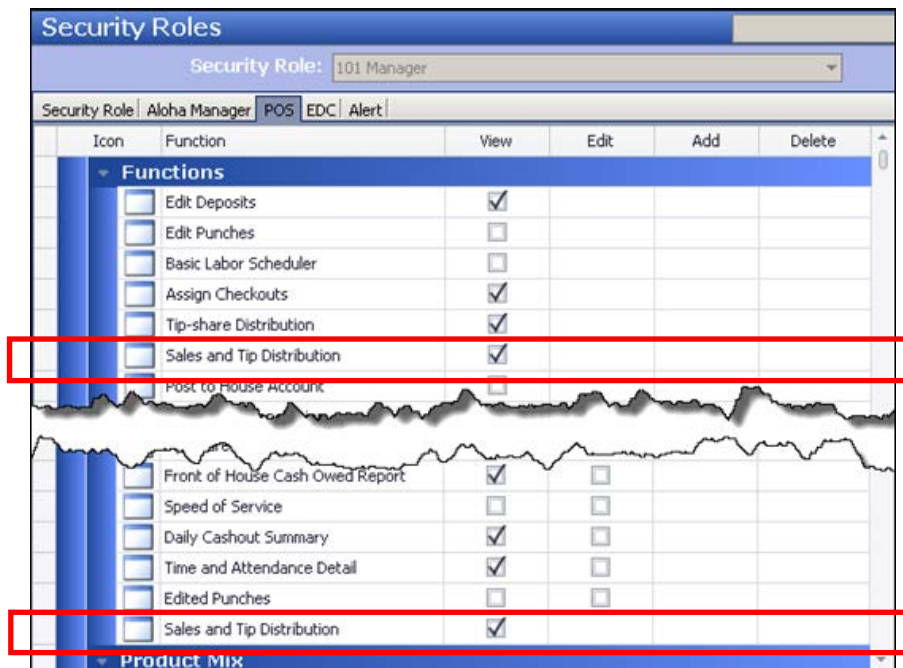 Security Roles
Security Role: 101 Manager
Security Role Aloha Manager POS EDC Alert
Icon Function View Edit Add Delete
Functions
Edit Deposits
Edit Punches
Basic Labor Scheduler
Assign Checkouts
Tip-share Distribution
Sales and Tip Distribution
Post to House Account
Front of House Cash Owed Report
Speed of Service
Daily Cashout Summary
Time and Attendance Detail
Edited Punches
Sales and Tip Distribution
Product Mix